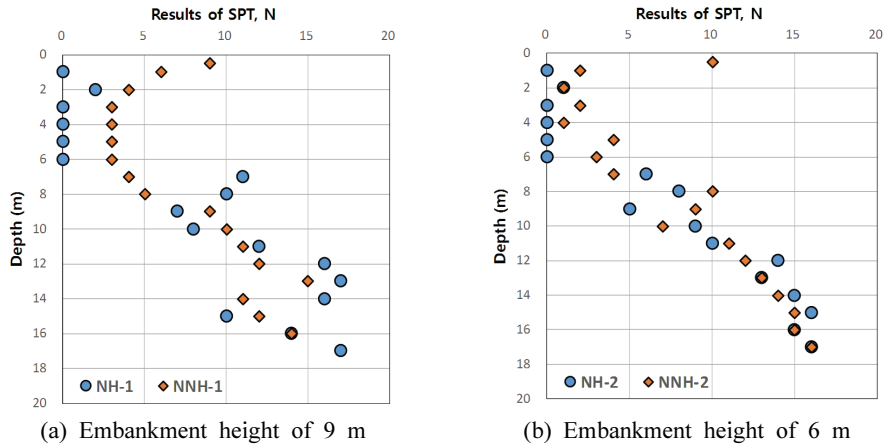 Results of SPT, N
0 5 10 15 20
0
2
4
6
8
10
12
14
16
18
20
Depth (m)
NH-1 NNH-1
(a) Embankment height of 9 m
Results of SPT, N
0 5 10 15 20
0
2
4
6
8
10
12
14
16
18
20
Depth (m)
NH-2 NNH-2
(b) Embankment height of 6 m